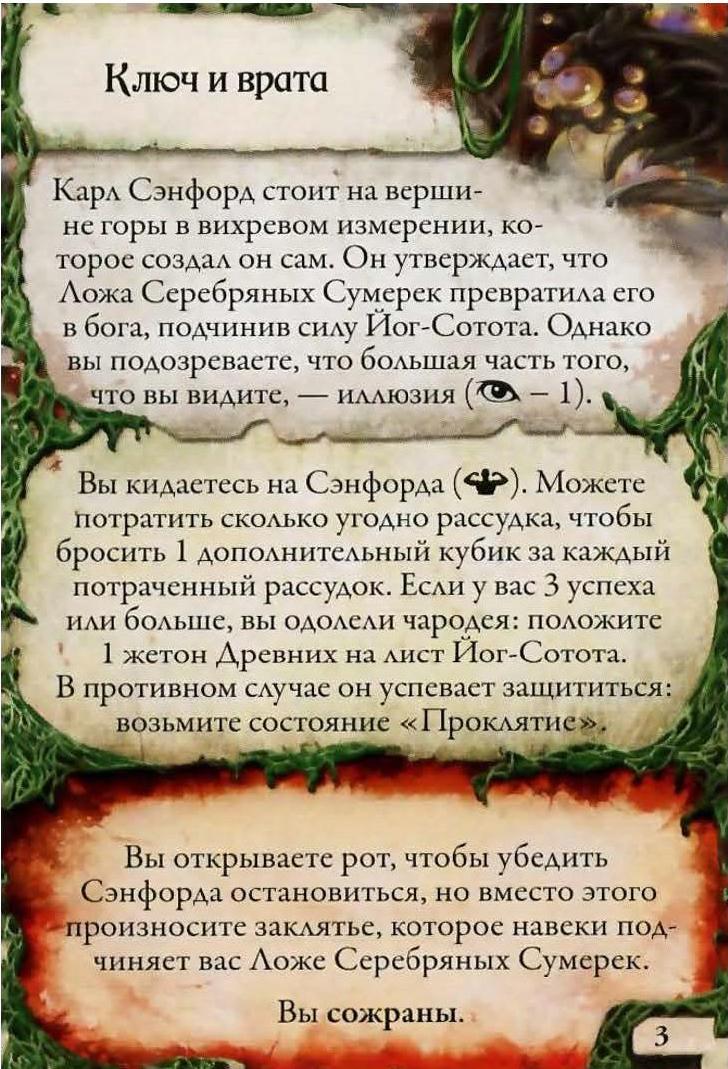 Ключ и врата
Карл Сэнфорд стоит на верши-
не горы в вихревом измерении, ко-
торое создал он сам. Он утверждает, что
Ложа Серебряных Сумерек превратила его
в бога, подчинив силу Йог-Сотота. Однако
вы подозреваете, что большая часть того,
что вы видите, — иллюзия (👁 – 1).
Вы кидаетесь на Сэнфорда (). Можете
потратить сколько угодно рассудка, чтобы
бросить 1 дополнительный кубик за каждый
потраченный рассудок. Если у вас 3 успеха
или больше, вы одолели чародея: положите
1 жетон Древних на лист Йог-Сотота.
В противном случае он успевает защититься:
возьмите состояние «Проклятие».
Вы открываете рот, чтобы убедить
Сэнфорда остановиться, но вместо этого
произносите заклятье, которое навеки под-
чиняет вас Ложе Серебряных Сумерек.
Вы сожраны.
3